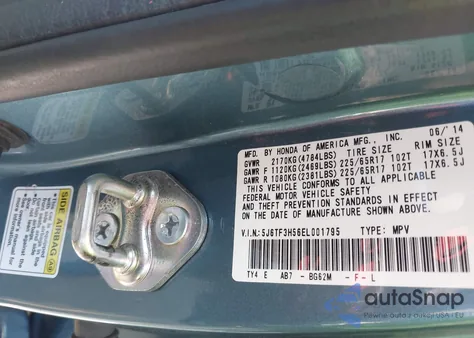 MFD. BY HONDA OF AMERICA MFG., INC. 06/'14
GVWR 2170KG(4784LBS) TIRE SIZE RIM SIZE
GAWR F 1120KG(2469LBS) 225/65R17 102T 17X6.5J
GAWR R 1080KG(2381LBS) 225/65R17 102T 17X6.5J
THIS VEHICLE CONFORMS TO ALL APPLICABLE
FEDERAL MOTOR VEHICLE SAFETY
AND THEFT PREVENTION STANDARDS IN EFFECT
ON THE DATE OF MANUFACTURE SHOWN ABOVE.
V.I.N.: TYPE: MPV
TY4 E AB7 - BG62M -F-L
SIDE AIRBAG
autoSnap